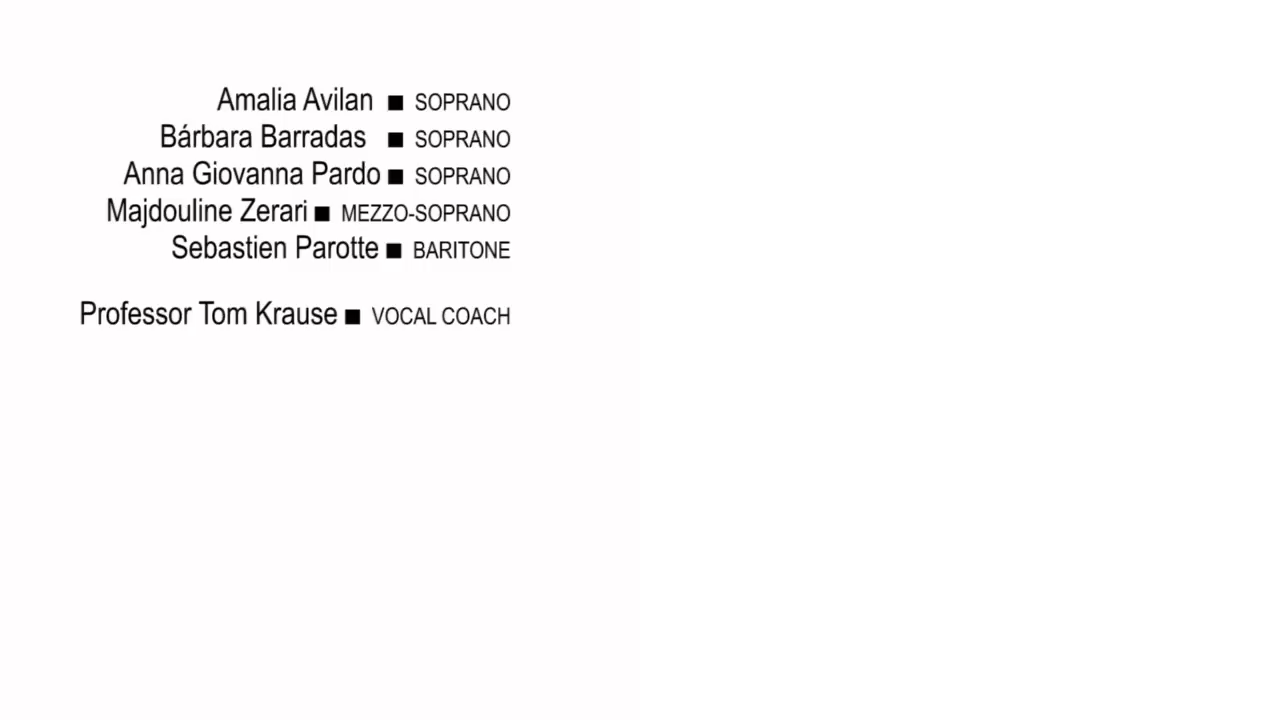 Amalia Avilan ■ SOPRANO
Bárbara Barradas ■ SOPRANO
Anna Giovanna Pardo ■ SOPRANO
Majdouline Zerari ■ MEZZO-SOPRANO
Sebastien Parotte ■ BARITONE
Professor Tom Krause ■ VOCAL COACH